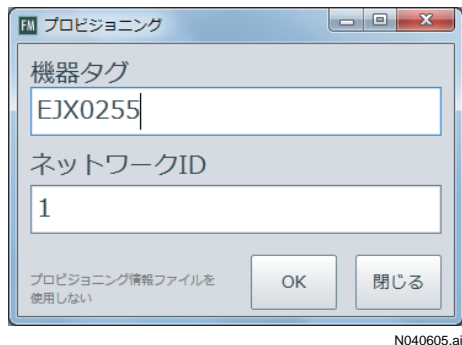 FM プロビジョニング
機器タグ
EJX0255
ネットワークID
1
プロビジョニング情報ファイルを
使用しない
OK
閉じる
N040605.ai